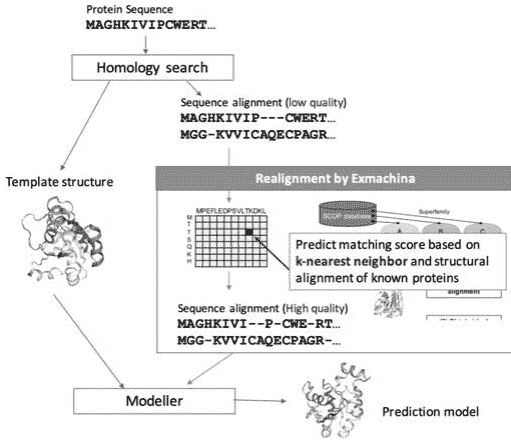 Protein Sequence
MAGHKIVIPCWERT…
Homology search
Sequence alignment (low quality)
MAGHKIVIP---CWERT…
MGG-KVVICAQECPAGR…
Realignment by Exmachina
Template structure
MPEFLEDPSVLTKDKL
M
T
T
S
Q
K
H
Superfamily
A B C
Predict matching score based on
k-nearest neighbor and structural
alignment of known proteins
alignment
Sequence alignment (High quality)
MAGHKIVI--P-CWE-RT…
MGG-KVVICAQECPAGR-…
Modeller
Prediction model